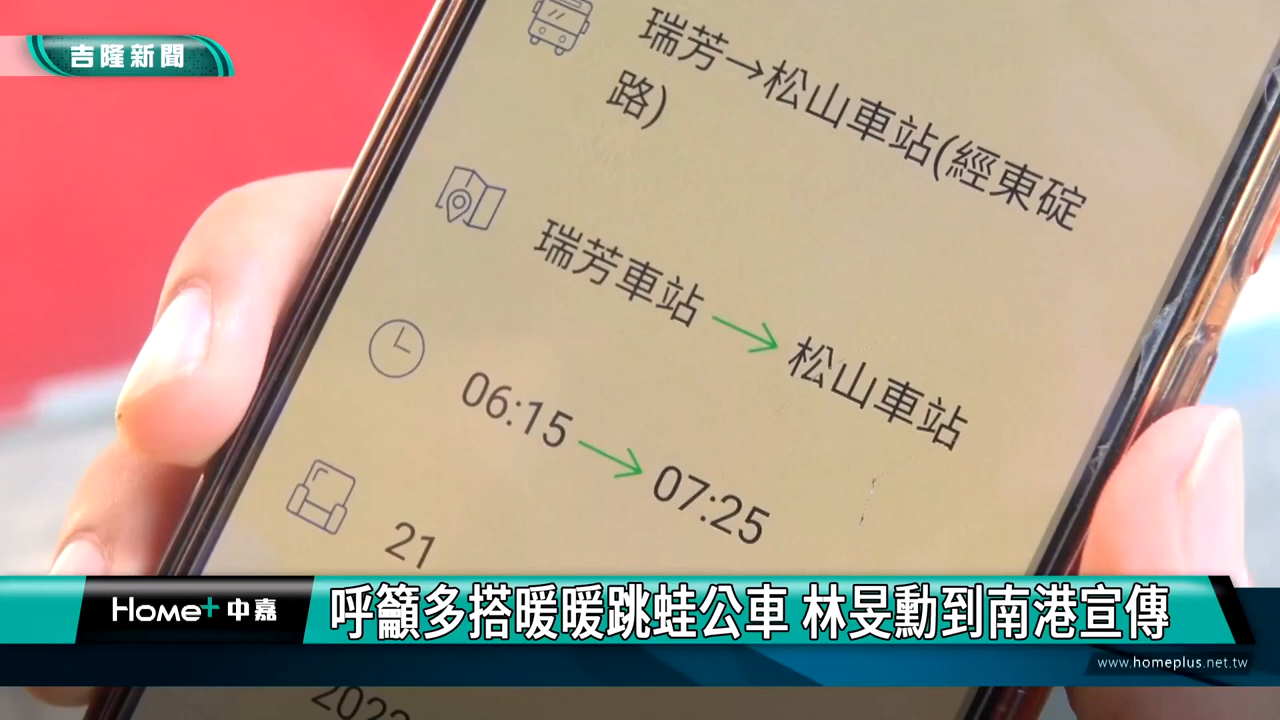 吉隆新聞
瑞芳→松山車站(經東碇
路)
瑞芳車站 → 松山車站
06:15 → 07:25
21
Home+ 中嘉
呼籲多搭暖暖跳蛙公車 林旻勳到南港宣傳
www.homeplus.net.tw